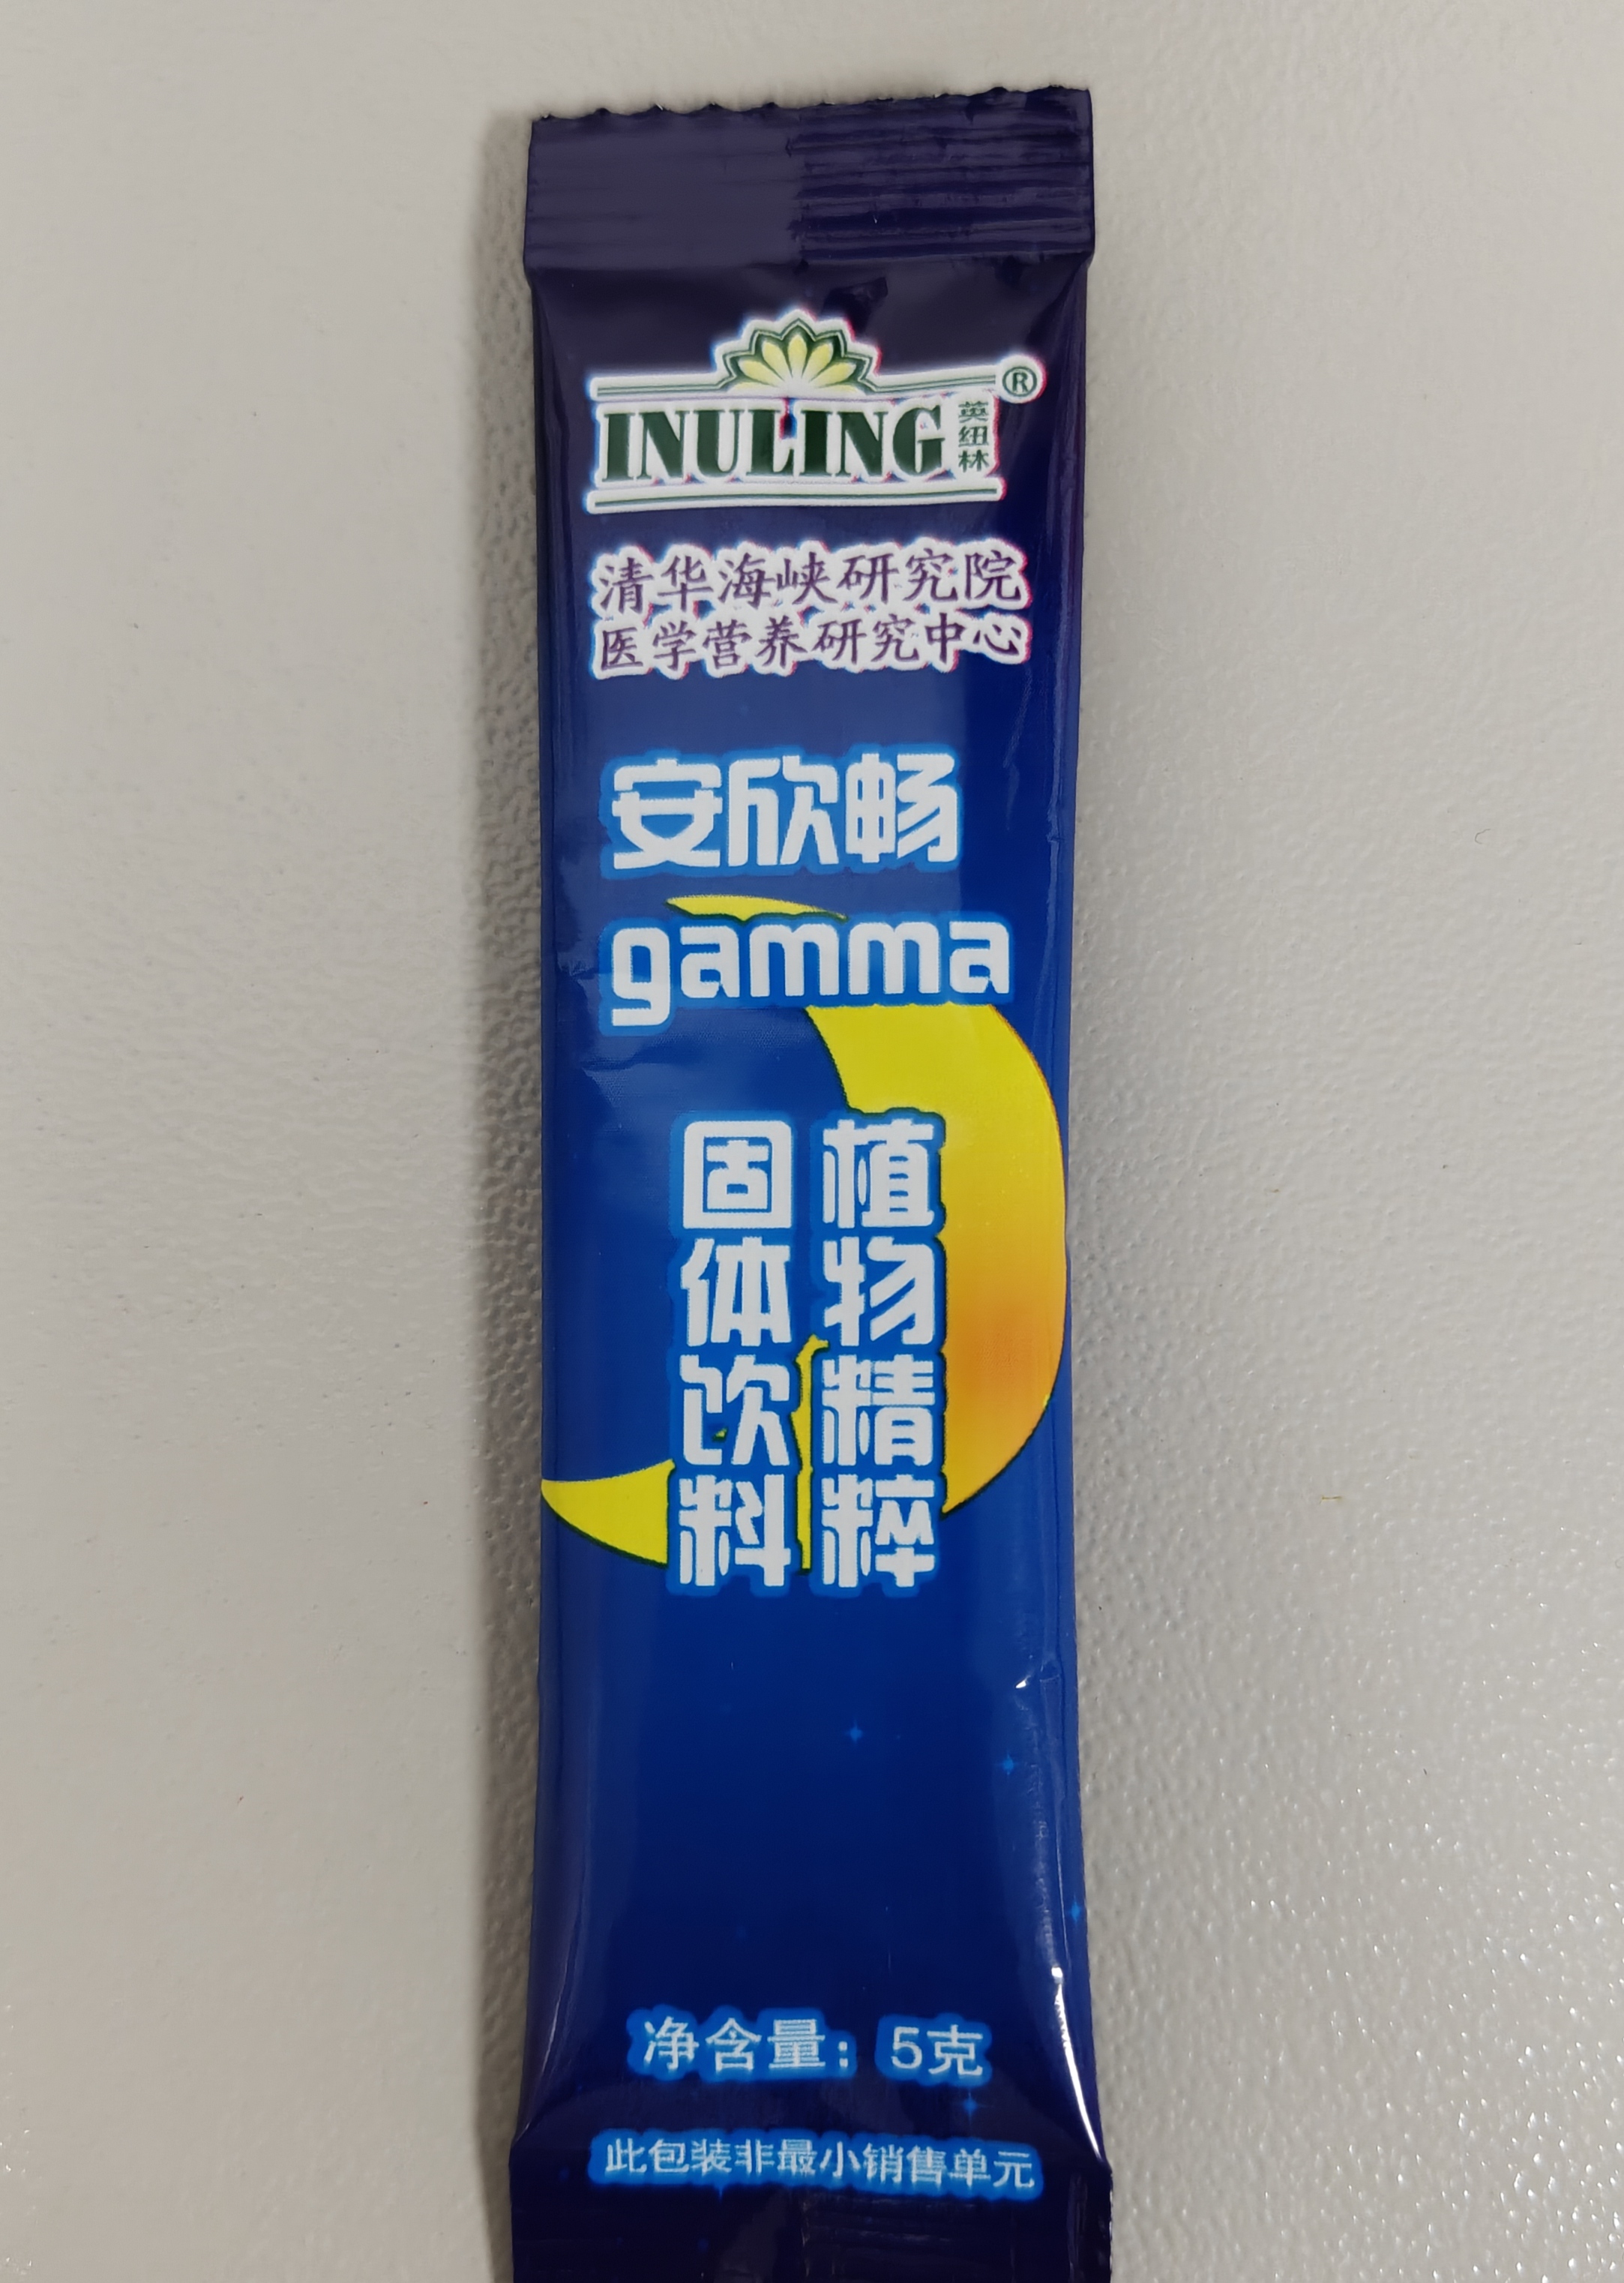 INULING 英纽林 ®
清华海峡研究院
医学营养研究中心
安欣畅
gamma
植物精粹
固体饮料
净含量：5克
此包装非最小销售单元